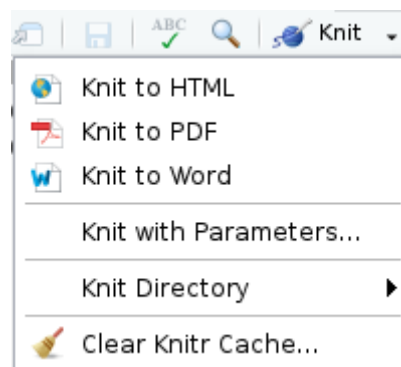 ABC
Knit
Knit to HTML
Knit to PDF
Knit to Word
Knit with Parameters...
Knit Directory
Clear Knitr Cache...